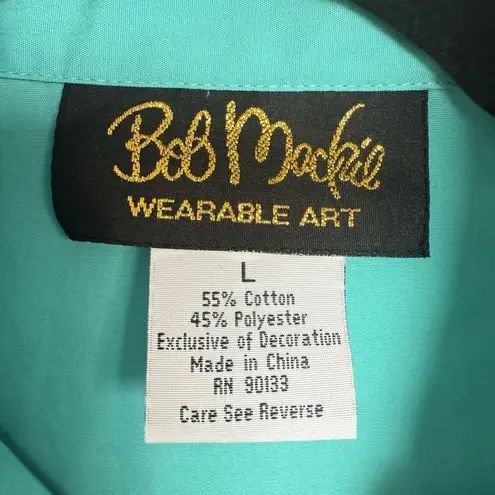 Bob Mackie
WEARABLE ART
L
55% Cotton
45% Polyester
Exclusive of Decoration
Made in China
RN 90133
Care See Reverse